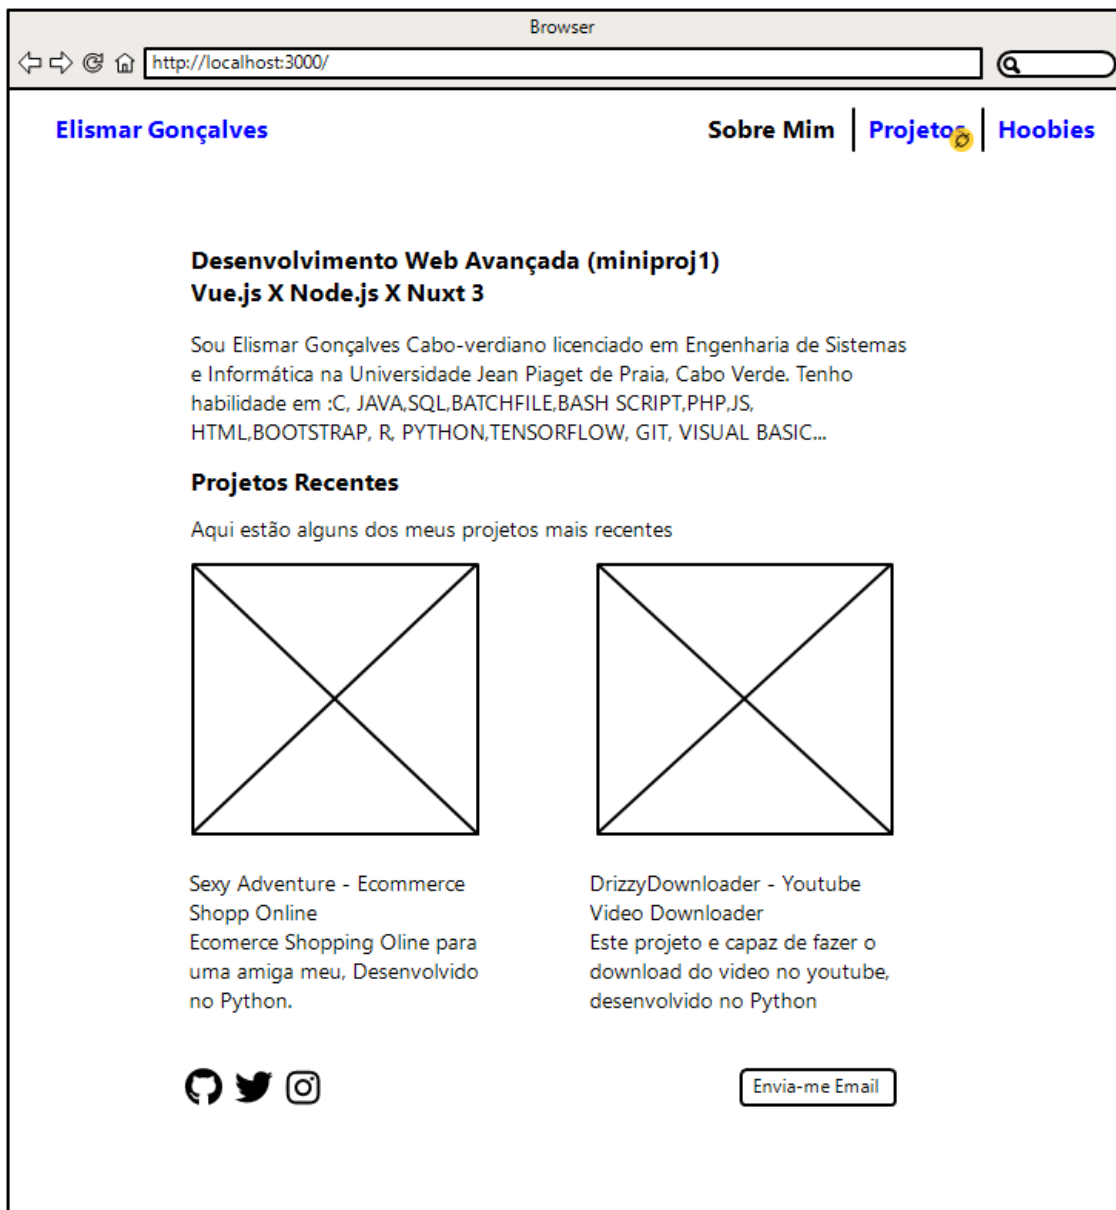 Browser
http://localhost:3000/
Elismar Gonçalves
Sobre Mim
Projetos
Hoobies
Desenvolvimento Web Avançada (miniproj1)
Vue.js X Node.js X Nuxt 3
Sou Elismar Gonçalves Cabo-verdiano licenciado em Engenharia de Sistemas
e Informática na Universidade Jean Piaget de Praia, Cabo Verde. Tenho
habilidade em :C, JAVA,SQL,BATCHFILE,BASH SCRIPT,PHP,JS,
HTML,BOOTSTRAP, R, PYTHON,TENSORFLOW, GIT, VISUAL BASIC...
Projetos Recentes
Aqui estão alguns dos meus projetos mais recentes
Sexy Adventure - Ecommerce
Shopp Online
Ecomerce Shopping Oline para
uma amiga meu, Desenvolvido
no Python.
DrizzyDownloader - Youtube
Video Downloader
Este projeto e capaz de fazer o
download do video no youtube,
desenvolvido no Python
Envia-me Email